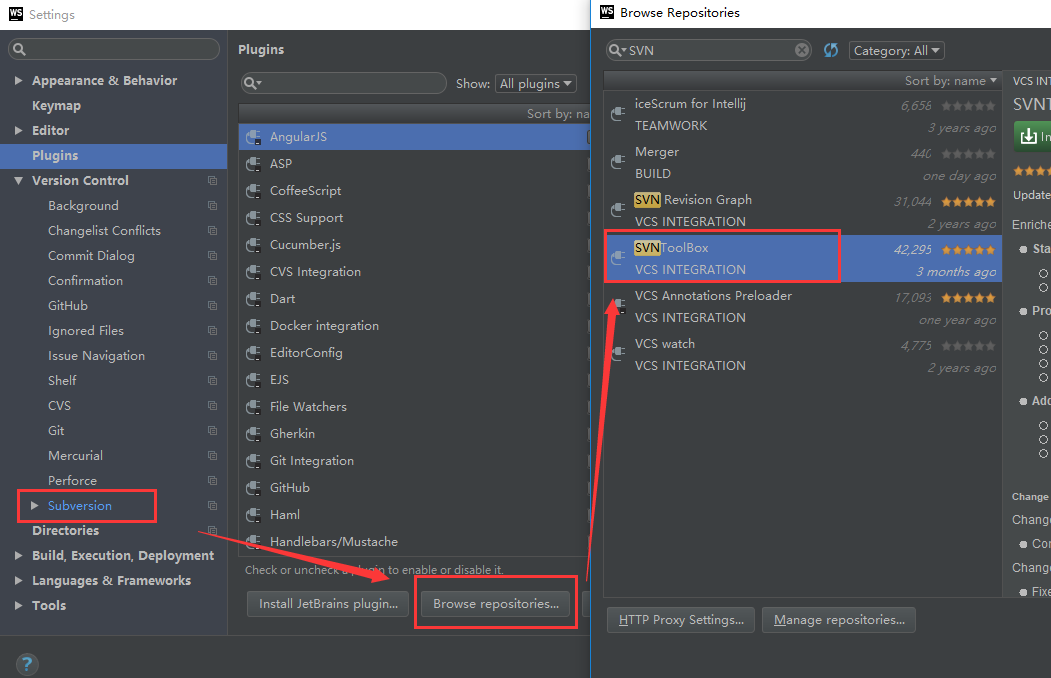 WS Settings
Appearance & Behavior
Keymap
Editor
Plugins
Version Control
Background
Changelist Conflicts
Commit Dialog
Confirmation
GitHub
Ignored Files
Issue Navigation
Shelf
CVS
Git
Mercurial
Perforce
Subversion
Directories
Build, Execution, Deployment
Languages & Frameworks
Tools
?
Plugins
Show: All plugins
Sort by: na
AngularJS
ASP
CoffeeScript
CSS Support
Cucumber.js
CVS Integration
Dart
Docker integration
EditorConfig
EJS
File Watchers
Gherkin
Git Integration
GitHub
Haml
Handlebars/Mustache
Check or uncheck a plugin to enable or disable it.
Install JetBrains plugin... Browse repositories...
WS Browse Repositories
SVN Category: All
Sort by: name
iceScrum for Intellij 6,658
TEAMWORK 3 years ago
Merger 440
BUILD one day ago
SVN Revision Graph 31,044
VCS INTEGRATION 2 years ago
SVNToolBox 42,295
VCS INTEGRATION 3 months ago
VCS Annotations Preloader 17,093
VCS INTEGRATION one year ago
VCS watch 4,775
VCS INTEGRATION 2 years ago
HTTP Proxy Settings... Manage repositories...
VCS INT
SVNT
In
Update
Enriche
Sta
Pro
Add
Change
Change
Cor
Change
Fixe